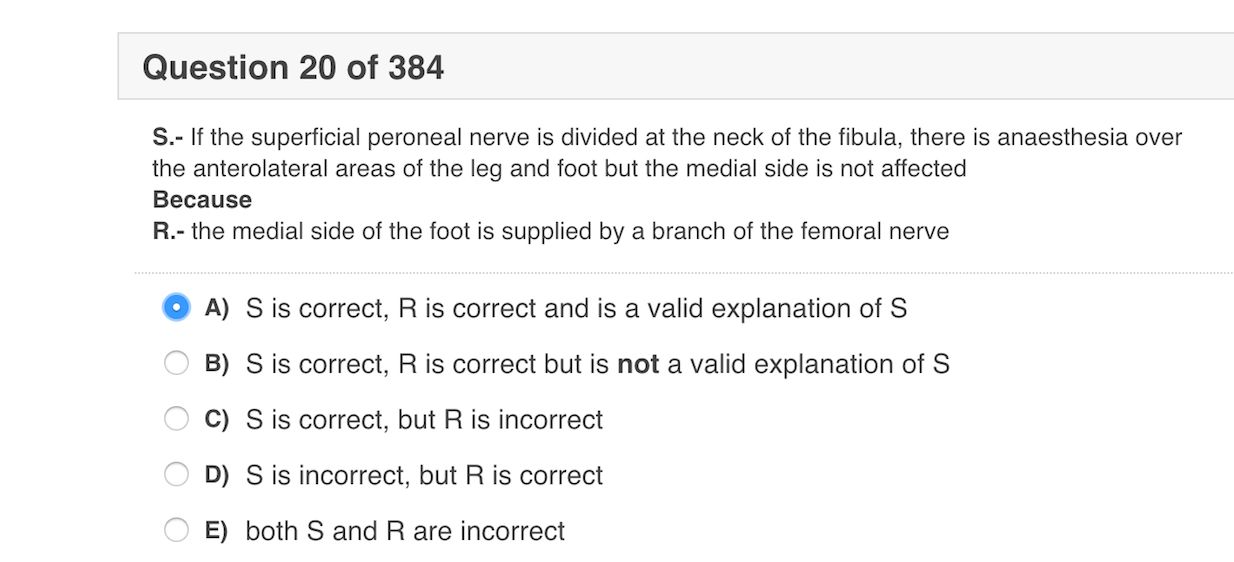 Question 20 of 384
S.- If the superficial peroneal nerve is divided at the neck of the fibula, there is anaesthesia over
the anterolateral areas of the leg and foot but the medial side is not affected
Because
R.- the medial side of the foot is supplied by a branch of the femoral nerve
A) S is correct, R is correct and is a valid explanation of S
B) S is correct, R is correct but is not a valid explanation of S
C) S is correct, but R is incorrect
D) S is incorrect, but R is correct
E) both S and R are incorrect